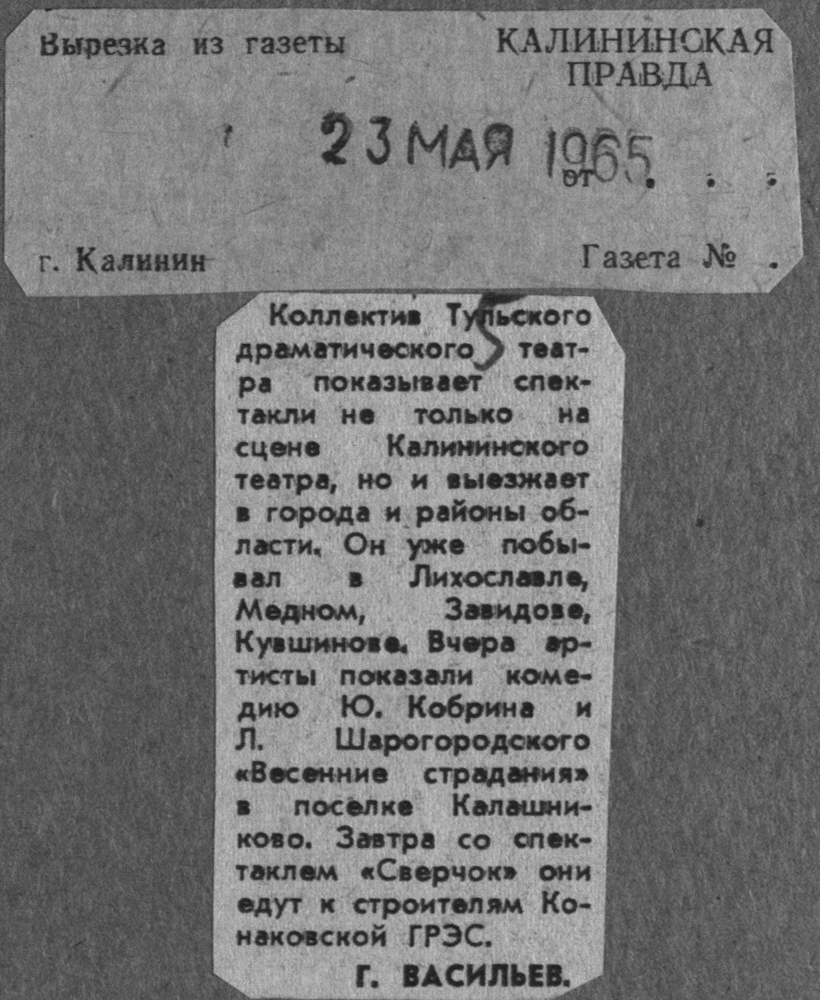 Вырезка из газеты
КАЛИНИНСКАЯ
ПРАВДА
23 МАЯ 1965
от . . .
г. Калинин
Газета № .
Коллектив Тульского
драматического теат-
ра показывает спек-
такли не только на
сцене Калининского
театра, но и выезжает
в города и районы об-
ласти. Он уже побы-
вал в Лихославле,
Медном, Завидове,
Кувшинове. Вчера ар-
тисты показали коме-
дию Ю. Кобрина и
Л. Шарогородского
«Весенние страдания»
в поселке Калашни-
ково. Завтра со спек-
таклем «Сверчок» они
едут к строителям Ко-
наковской ГРЭС.
Г. ВАСИЛЬЕВ.